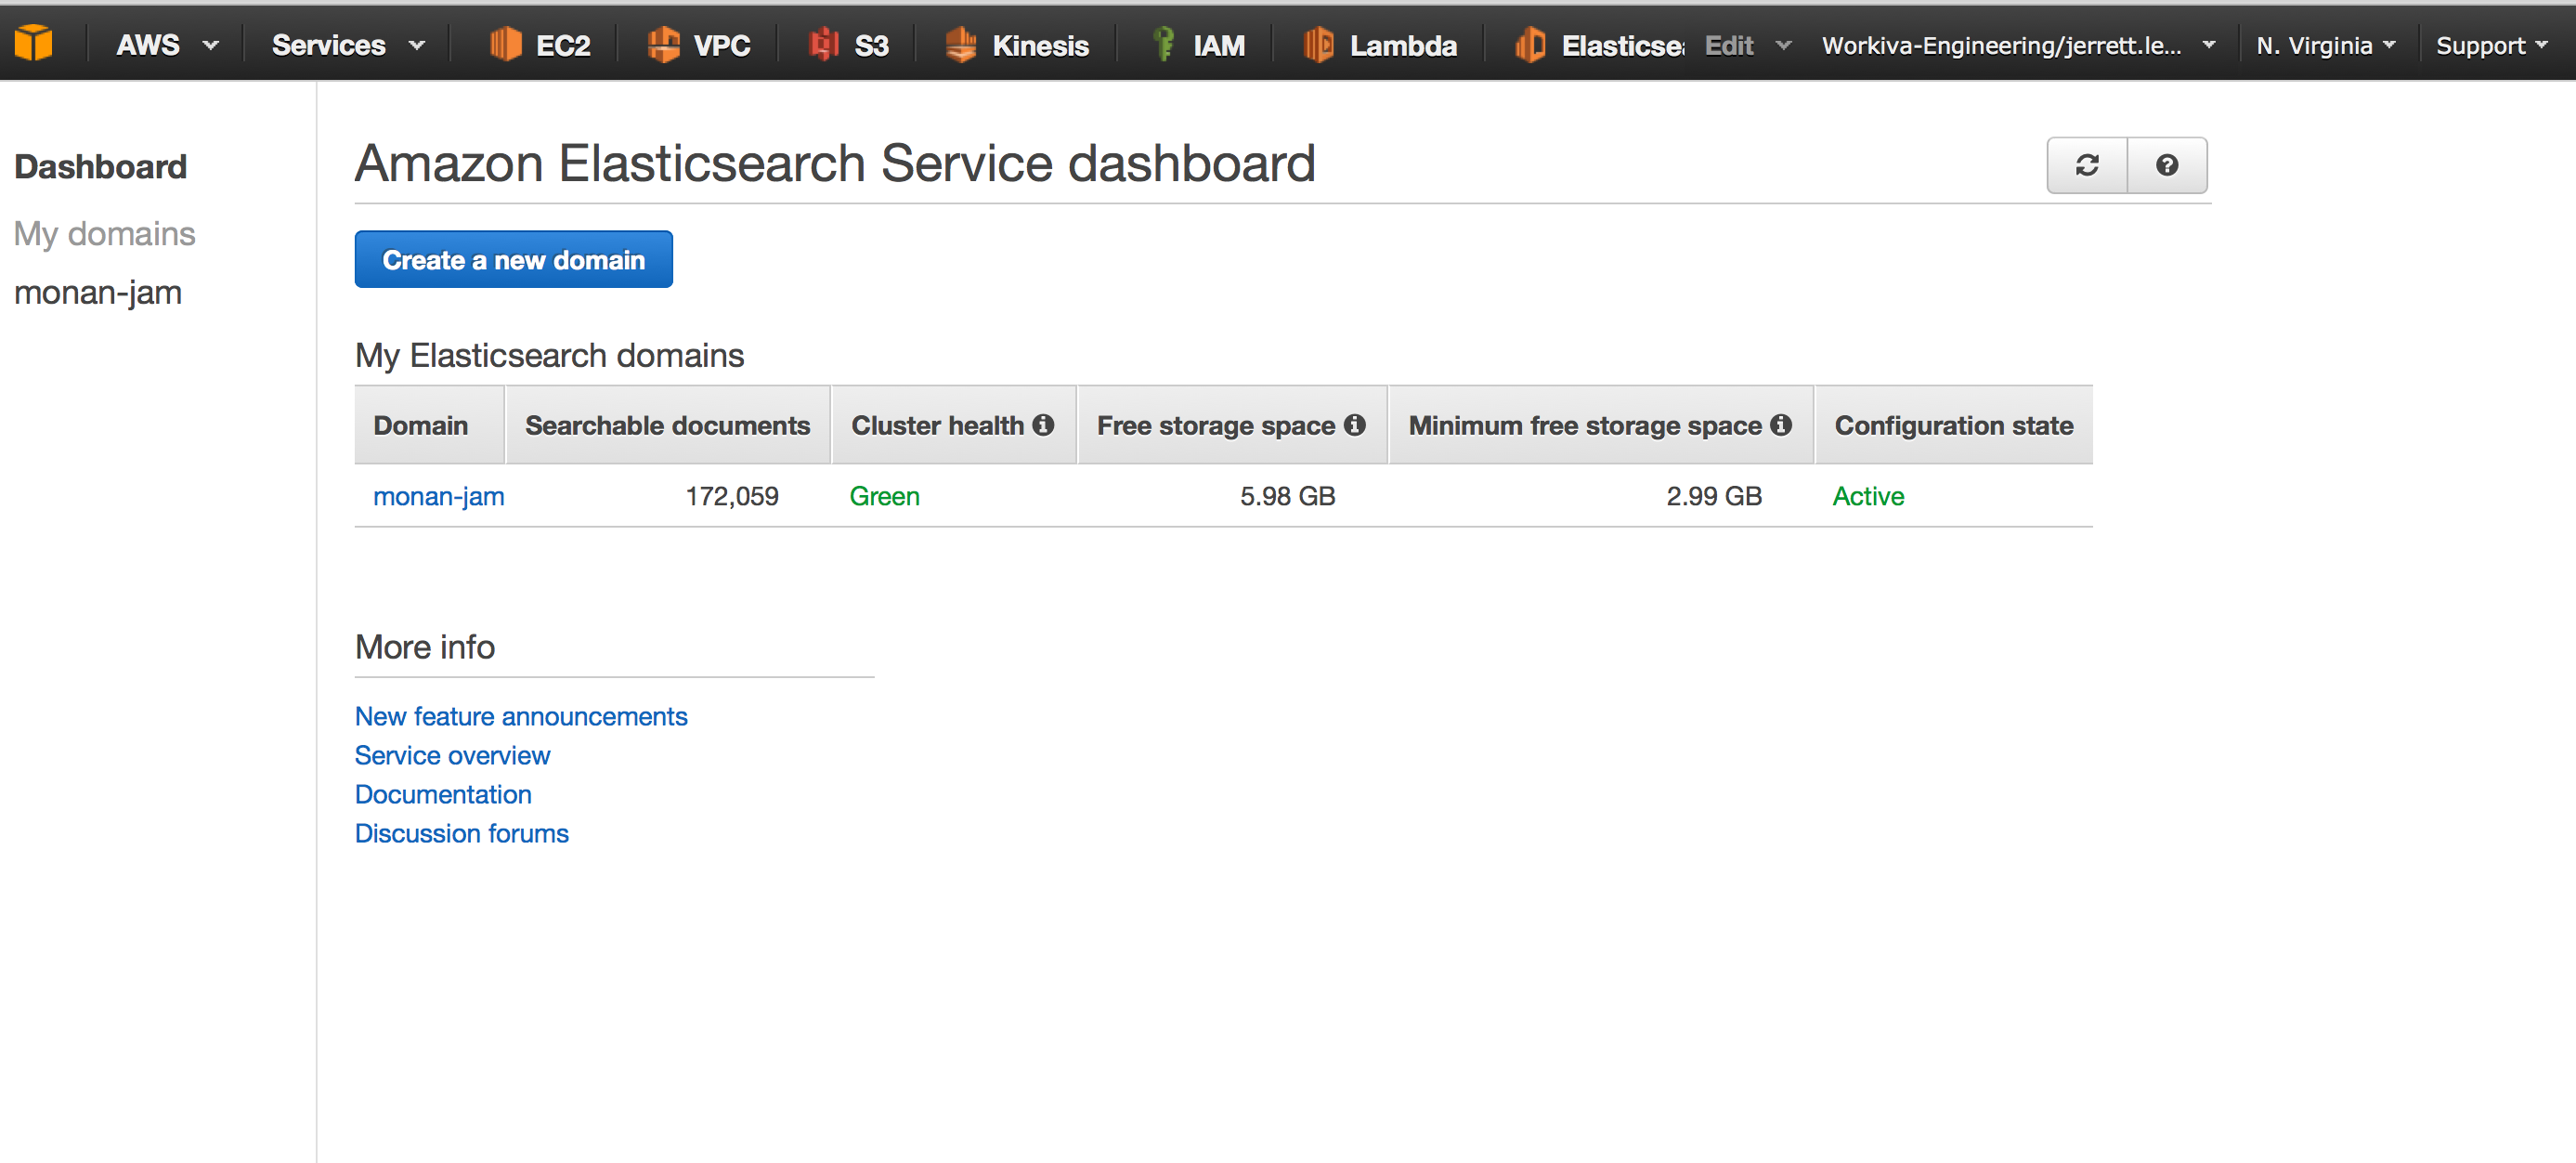 AWS Services EC2 VPC S3 Kinesis IAM Lambda Elasticse Edit Workiva-Engineering/jerrett.le... N. Virginia Support
Dashboard
My domains
monan-jam
Amazon Elasticsearch Service dashboard
Create a new domain
My Elasticsearch domains
Domain Searchable documents Cluster health Free storage space Minimum free storage space Configuration state
monan-jam 172,059 Green 5.98 GB 2.99 GB Active
More info
New feature announcements
Service overview
Documentation
Discussion forums